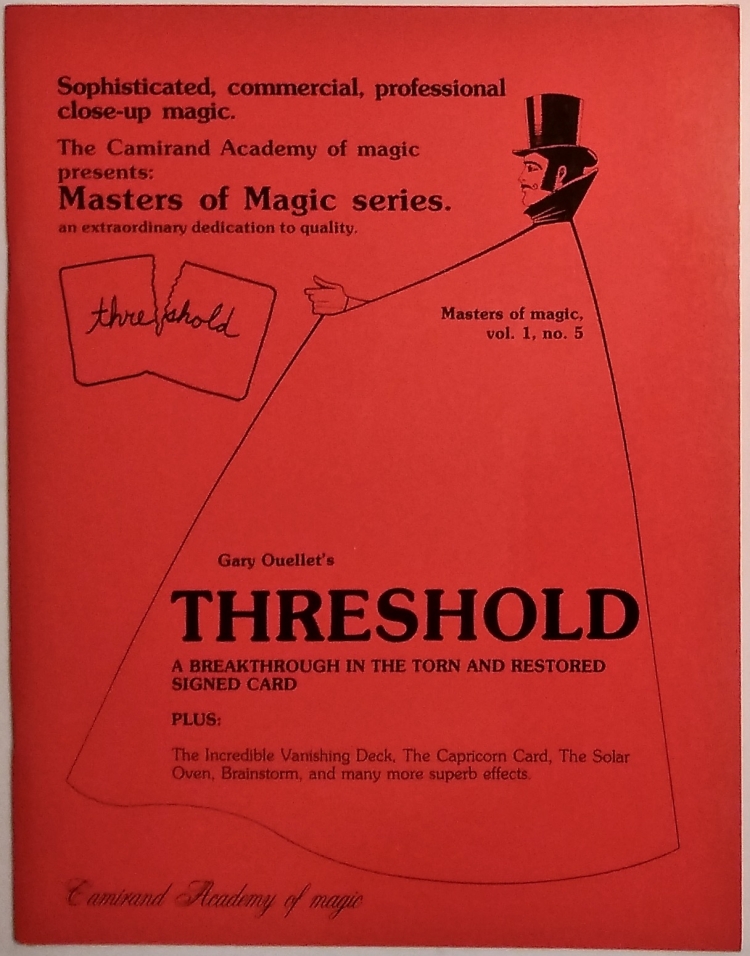 Sophisticated, commercial, professional
close-up magic.
The Camirand Academy of magic
presents:
Masters of Magic series.
an extraordinary dedication to quality.
threshold
Masters of magic,
vol. 1, no. 5
Gary Ouellet's
THRESHOLD
A BREAKTHROUGH IN THE TORN AND RESTORED
SIGNED CARD
PLUS:
The Incredible Vanishing Deck, The Capricorn Card, The Solar
Oven, Brainstorm, and many more superb effects.
Camirand Academy of magic